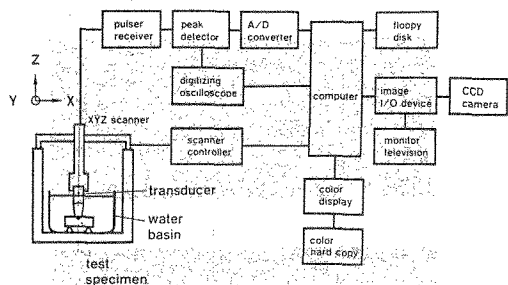 pulser
receiver
peak
detector
A/D
converter
floppy
disk
digitizing
oscilloscope
computer
image
I/O device
CCD
camera
monitor
television
Z
Y
X
XYZ scanner
scanner
controller
transducer
water
basin
color
display
color
hard copy
test
specimen